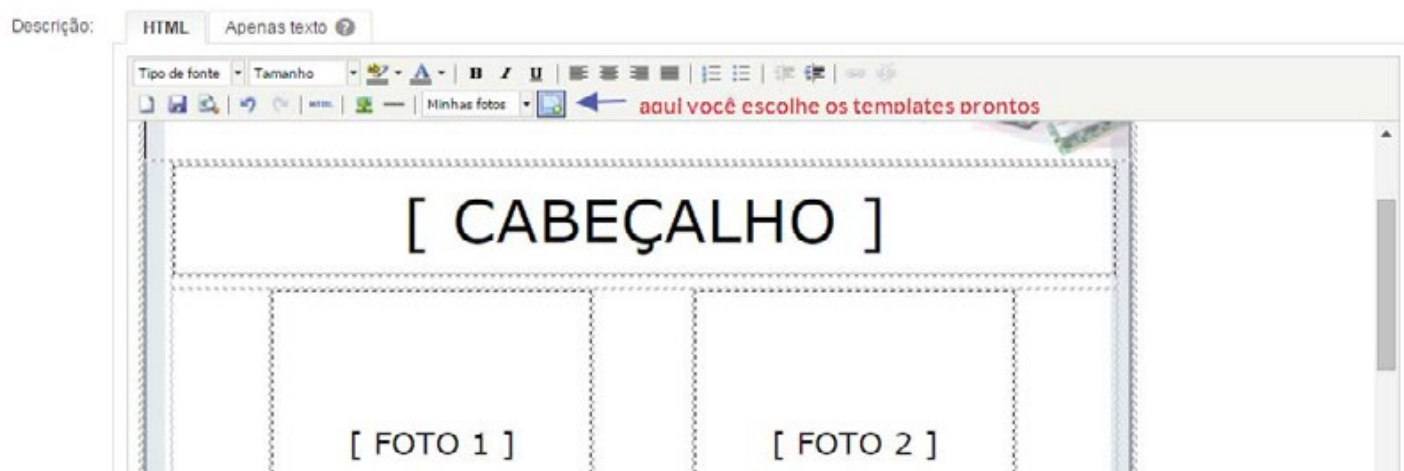 Descrição: HTML Apenas texto ?
Tipo de fonte Tamanho A B I U
HTML Minhas fotos aqui você escolhe os templates prontos
[ CABEÇALHO ]
[ FOTO 1 ] [ FOTO 2 ]